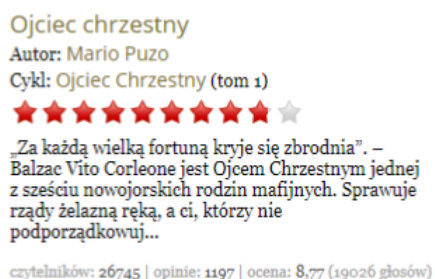 Ojciec chrzestny
Autor: Mario Puzo
Cykl: Ojciec Chrzestny (tom 1)
„Za każdą wielką fortuną kryje się zbrodnia”. –
Balzac Vito Corleone jest Ojcem Chrzestnym jednej
z sześciu nowojorskich rodzin mafijnych. Sprawuje
rządy żelazną ręką, a ci, którzy nie
podporządkowuj...
czytelników: 26745 | opinie: 1197 | ocena: 8,77 (19026 głosów)